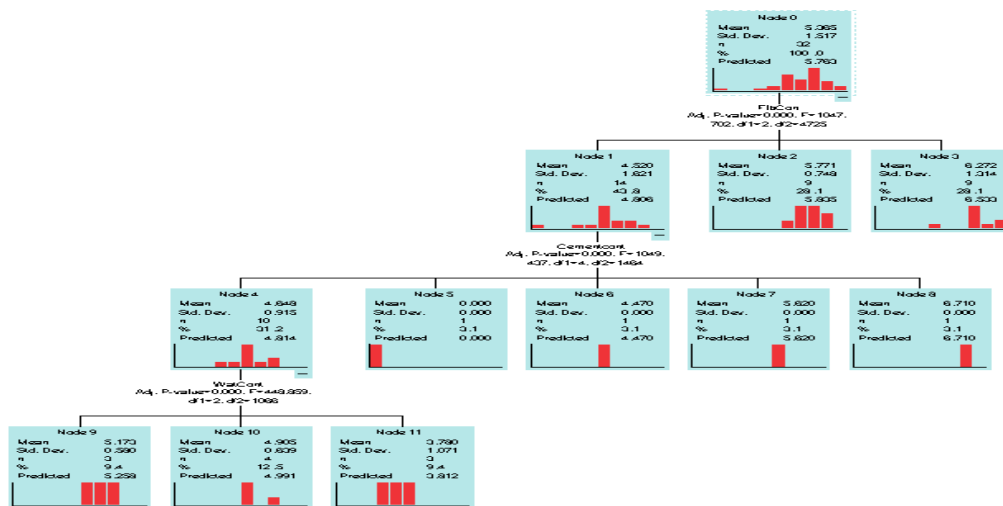 Node 0
Mean 5.365
Std. Dev. 1.517
n 32
% 100 .0
Predicted 5.763
FibCon
Adj. P-value=0.000, F=1047,
702, df1=2, df2=4725
Node 1
Mean 4.520
Std. Dev. 1.621
n 14
% 43 .8
Predicted 4.806
Node 2
Mean 5.771
Std. Dev. 0.748
n 9
% 28 .1
Predicted 5.835
Node 3
Mean 6.272
Std. Dev. 1.314
n 9
% 28 .1
Predicted 6.533
Cementcont
Adj. P-value=0.000, F=1049,
437, df1=4, df2=1464
Node 4
Mean 4.648
Std. Dev. 0.915
n 10
% 31 .2
Predicted 4.814
Node 5
Mean 0.000
Std. Dev. 0.000
n 1
% 3.1
Predicted 0.000
Node 6
Mean 4.470
Std. Dev. 0.000
n 1
% 3.1
Predicted 4.470
Node 7
Mean 5.620
Std. Dev. 0.000
n 1
% 3.1
Predicted 5.620
Node 8
Mean 6.710
Std. Dev. 0.000
n 1
% 3.1
Predicted 6.710
WatCont
Adj. P-value=0.000, F=448.859,
df1=2, df2=1066
Node 9
Mean 5.173
Std. Dev. 0.580
n 3
% 9.4
Predicted 5.258
Node 10
Mean 4.905
Std. Dev. 0.639
n 4
% 12 .5
Predicted 4.991
Node 11
Mean 3.780
Std. Dev. 1.071
n 3
% 9.4
Predicted 3.812